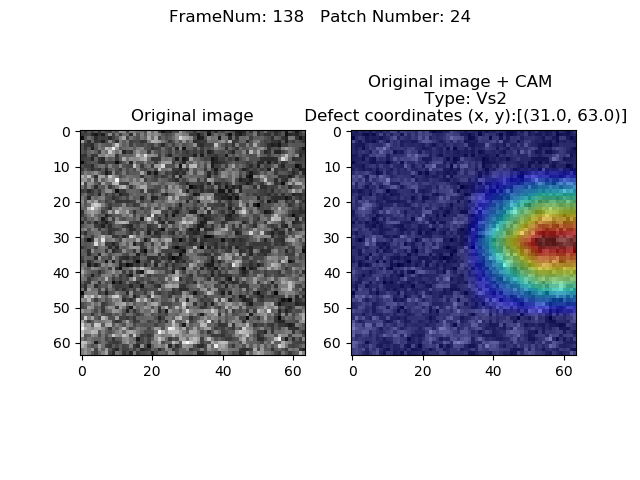 FrameNum: 138   Patch Number: 24
Original image
Original image + CAM
Type: Vs2
Defect coordinates (x, y):[(31.0, 63.0)]
0
10
20
30
40
50
60
0 20 40 60
0
10
20
30
40
50
60
0 20 40 60